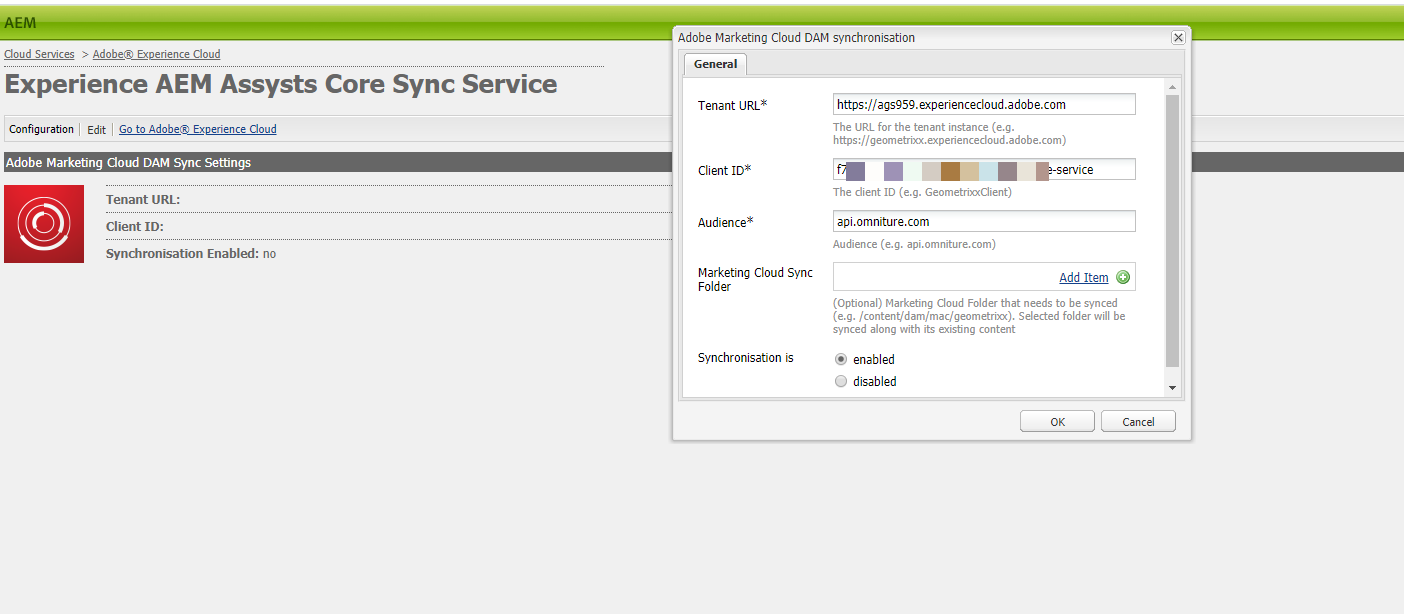 AEM
Cloud Services > Adobe® Experience Cloud
Experience AEM Assysts Core Sync Service
Configuration Edit Go to Adobe® Experience Cloud
Adobe Marketing Cloud DAM Sync Settings
Tenant URL:
Client ID:
Synchronisation Enabled: no
Adobe Marketing Cloud DAM synchronisation
General
Tenant URL* https://ags959.experiencecloud.adobe.com
The URL for the tenant instance (e.g.
https://geometrixx.experiencecloud.adobe.com)
Client ID* f7 e-service
The client ID (e.g. GeometrixxClient)
Audience* api.omniture.com
Audience (e.g. api.omniture.com)
Marketing Cloud Sync
Folder
Add Item
(Optional) Marketing Cloud Folder that needs to be synced
(e.g. /content/dam/mac/geometrixx). Selected folder will be
synced along with its existing content
Synchronisation is enabled
disabled
OK Cancel